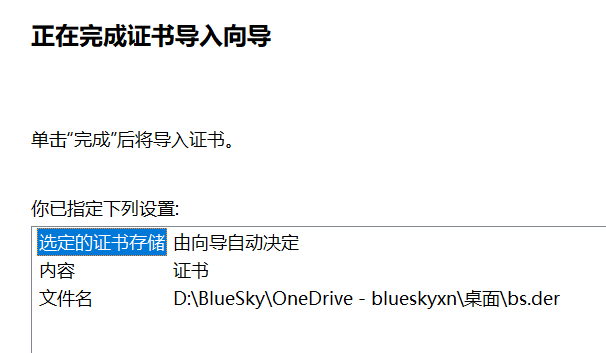 正在完成证书导入向导
单击"完成"后将导入证书。
你已指定下列设置:
选定的证书存储 由向导自动决定
内容 证书
文件名 D:\BlueSky\OneDrive - blueskyxn\桌面\bs.der